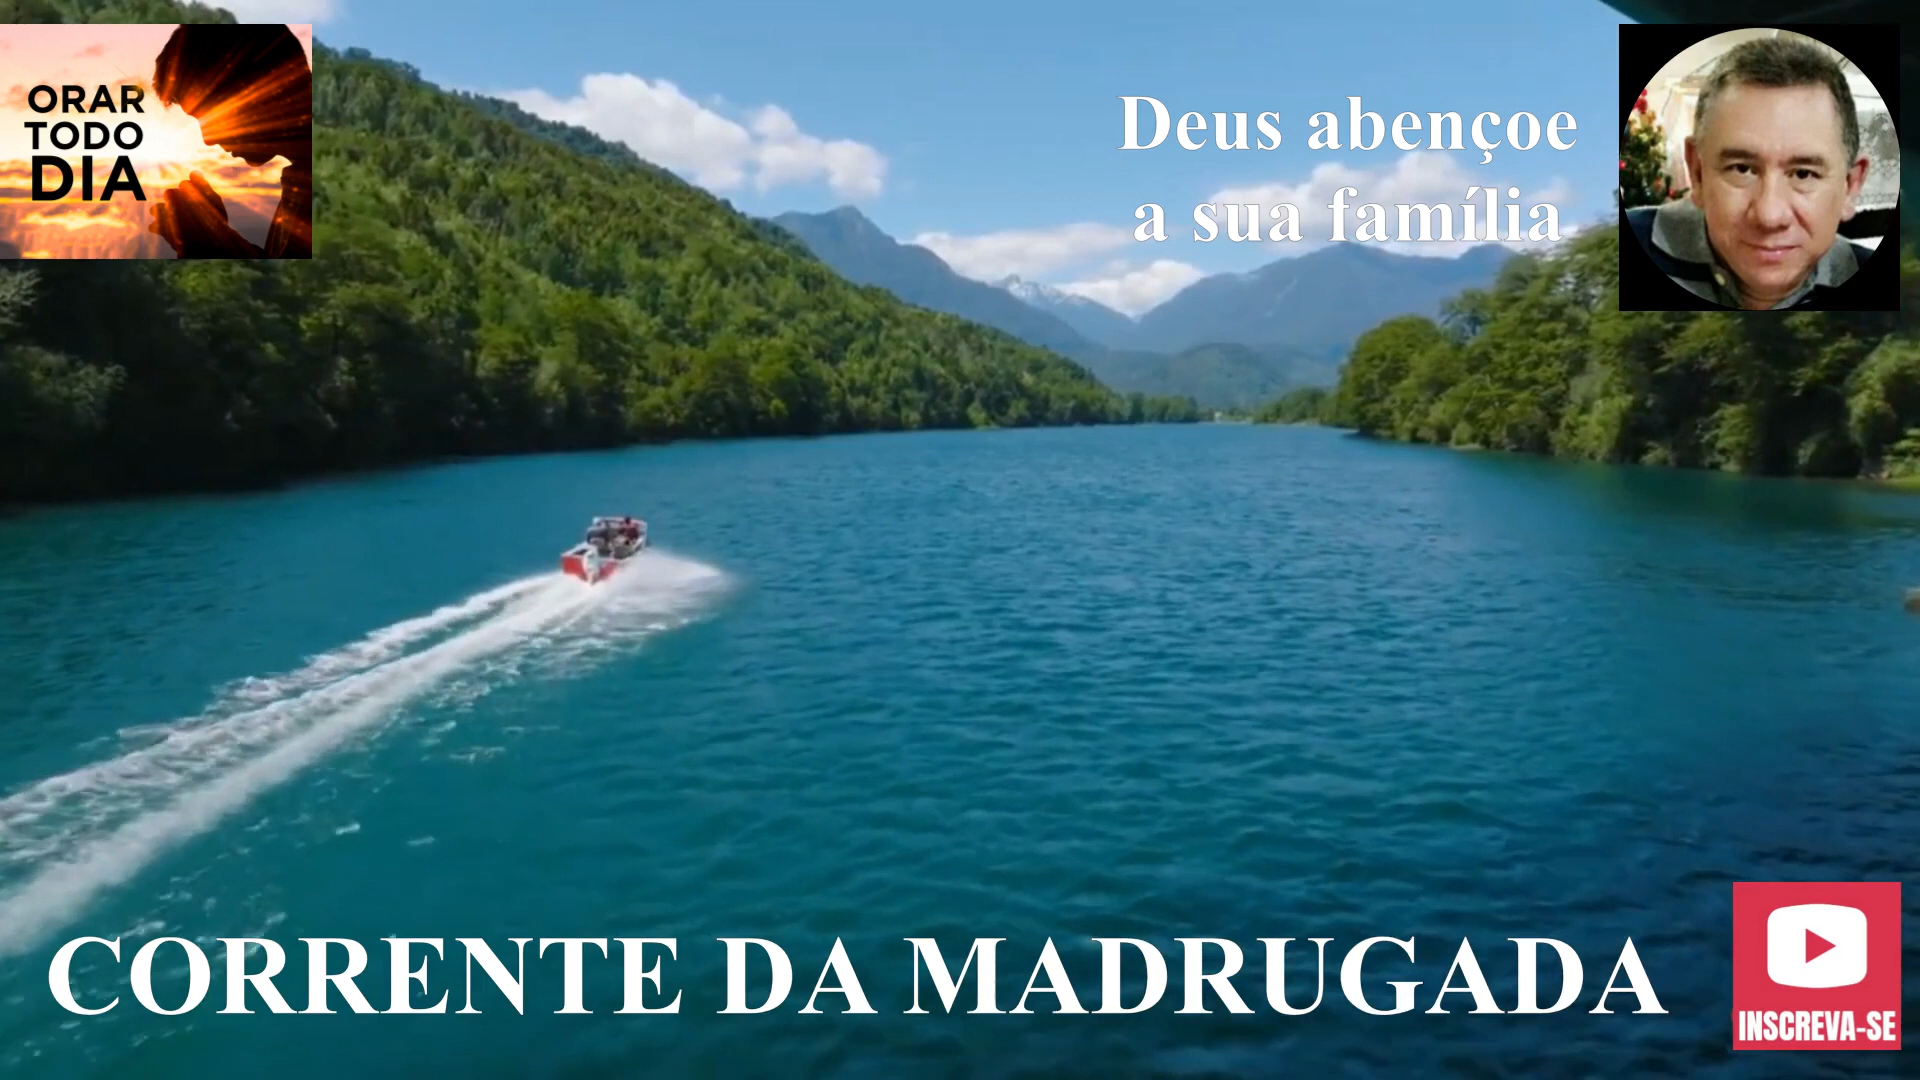 ORAR
TODO
DIA
Deus abençoe
a sua família
CORRENTE DA MADRUGADA
INSCREVA-SE